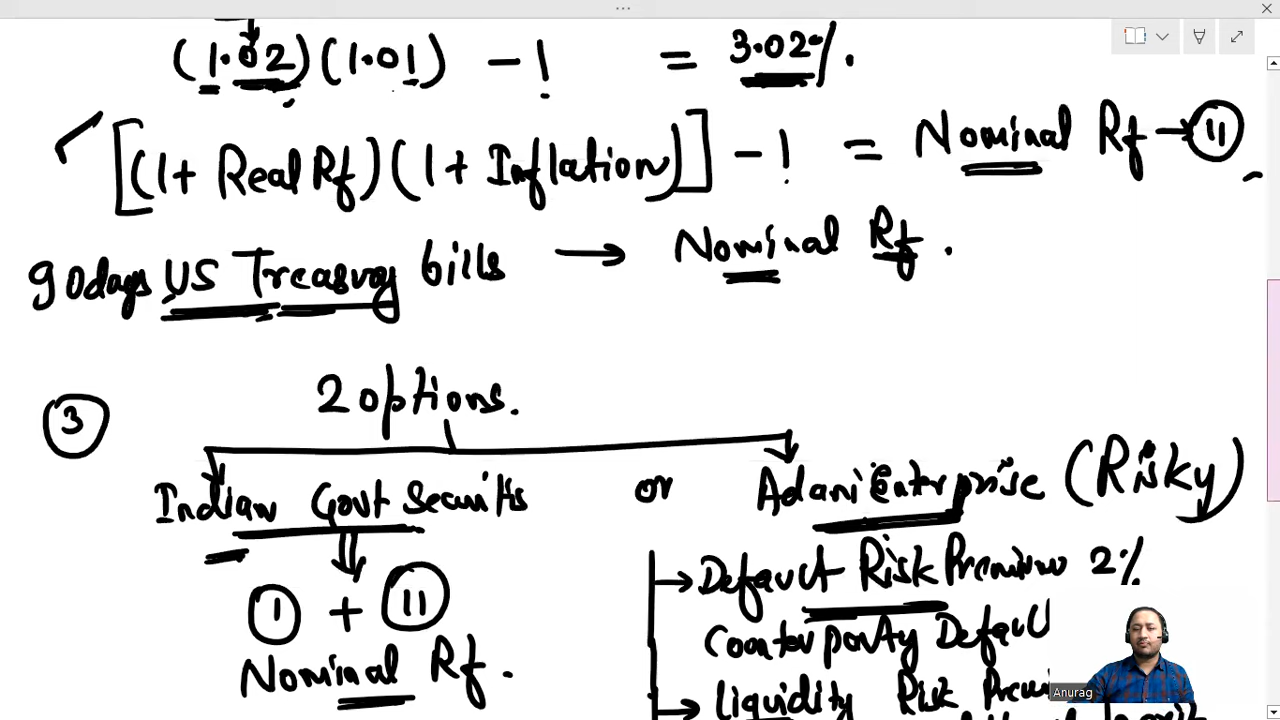 (1.02)(1.01) - 1 = 3.02%.
[(1+ Real Rf)(1+ Inflation)] - 1 = Nominal Rf → II
90days US Treasury bills → Nominal Rf.
3 2 options.
Indian Govt Securitis or Adani Enterprise (Risky)
→ Default Risk Premium 2%
I + II
Counterparty Default
Nominal Rf.
→ liquidity Risk
Anurag